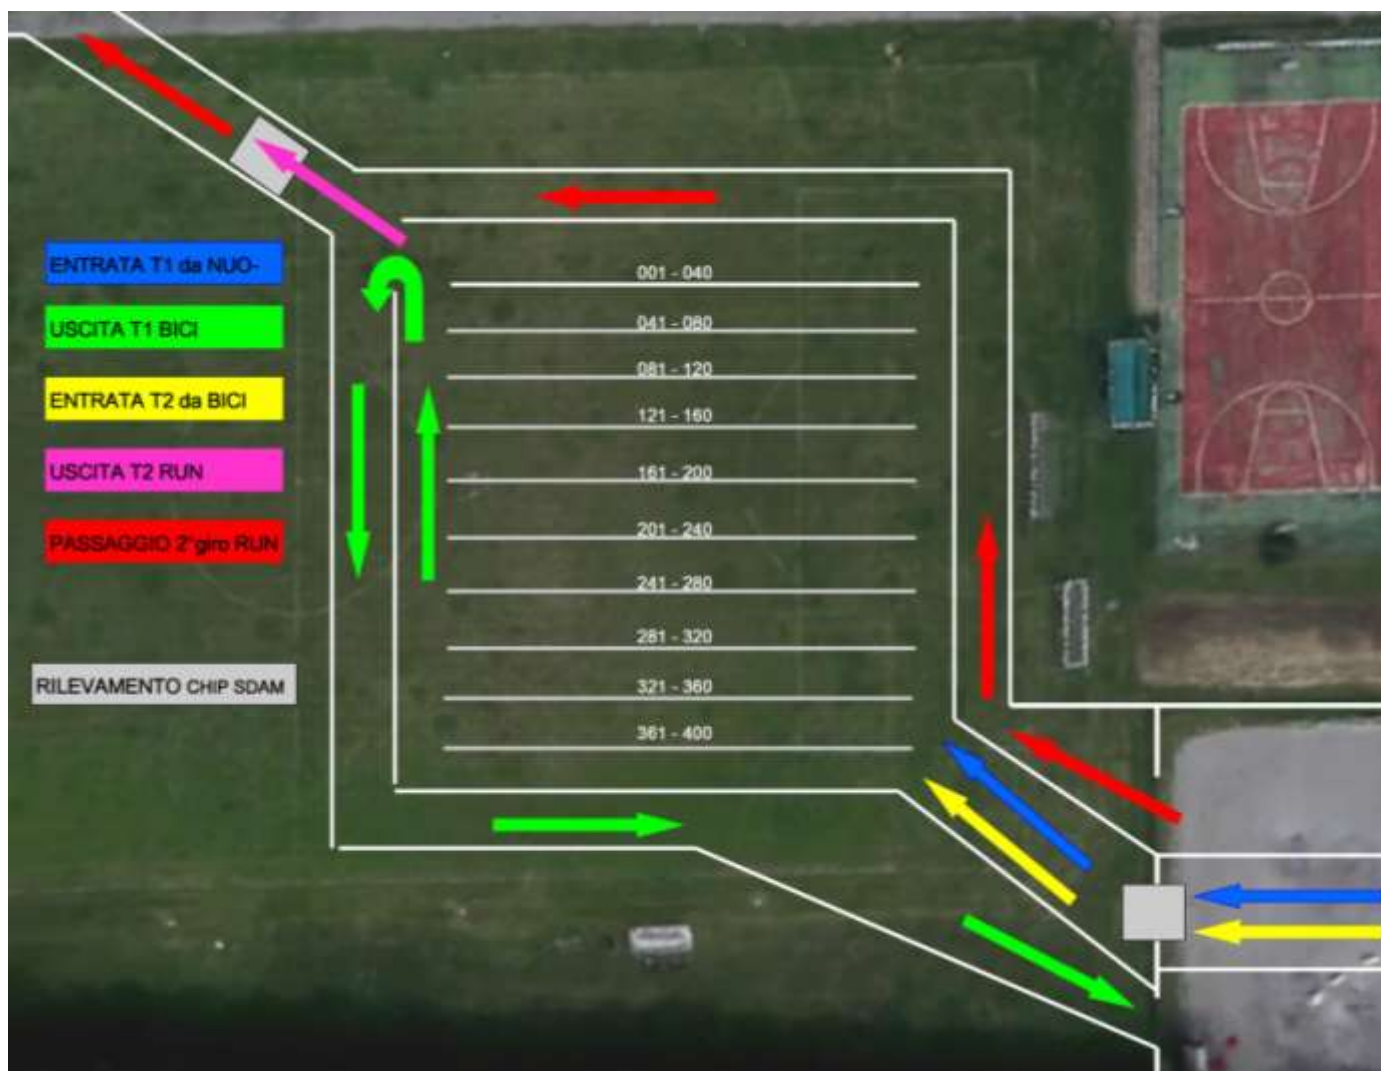 ENTRATA T1 da NUO-
USCITA T1 BICI
ENTRATA T2 da BICI
USCITA T2 RUN
PASSAGGIO 2°giro RUN
RILEVAMENTO CHIP SDAM
001 - 040
041 - 080
081 - 120
121 - 160
161 - 200
201 - 240
241 - 280
281 - 320
321 - 360
361 - 400